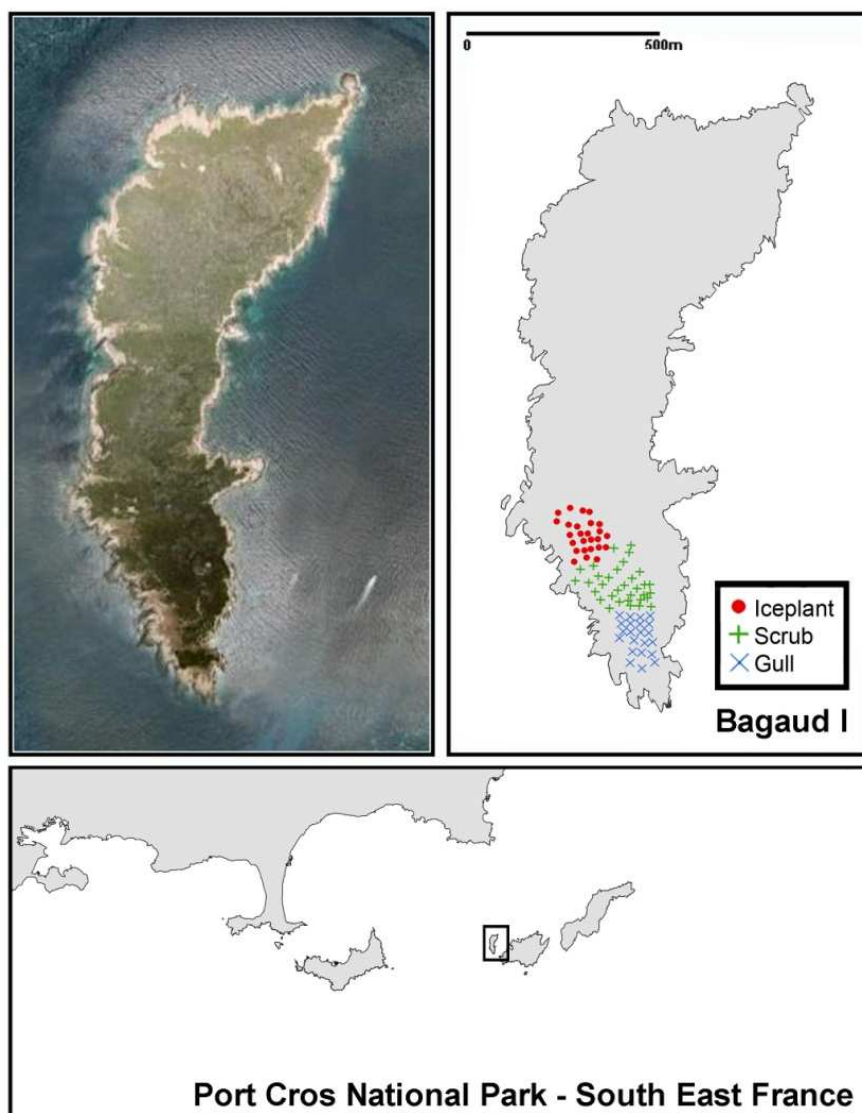 0 500m
Iceplant
Scrub
Gull
Bagaud I
Port Cros National Park - South East France